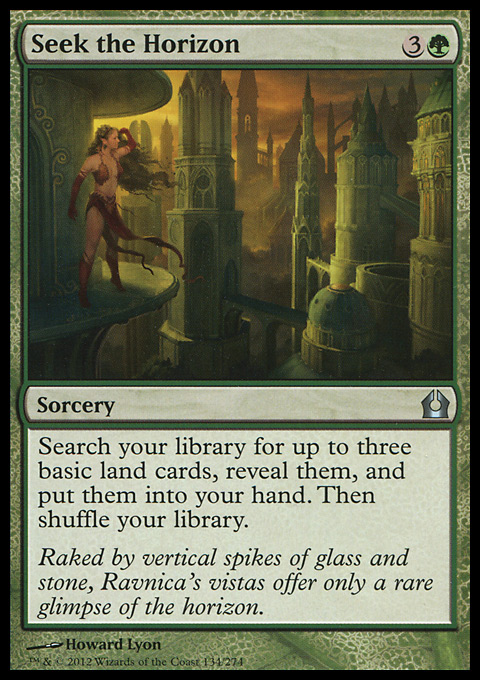 Seek the Horizon 3
Sorcery
Search your library for up to three
basic land cards, reveal them, and
put them into your hand. Then
shuffle your library.
Raked by vertical spikes of glass and
stone, Ravnica's vistas offer only a rare
glimpse of the horizon.
Howard Lyon
™ & © 2012 Wizards of the Coast 134/274